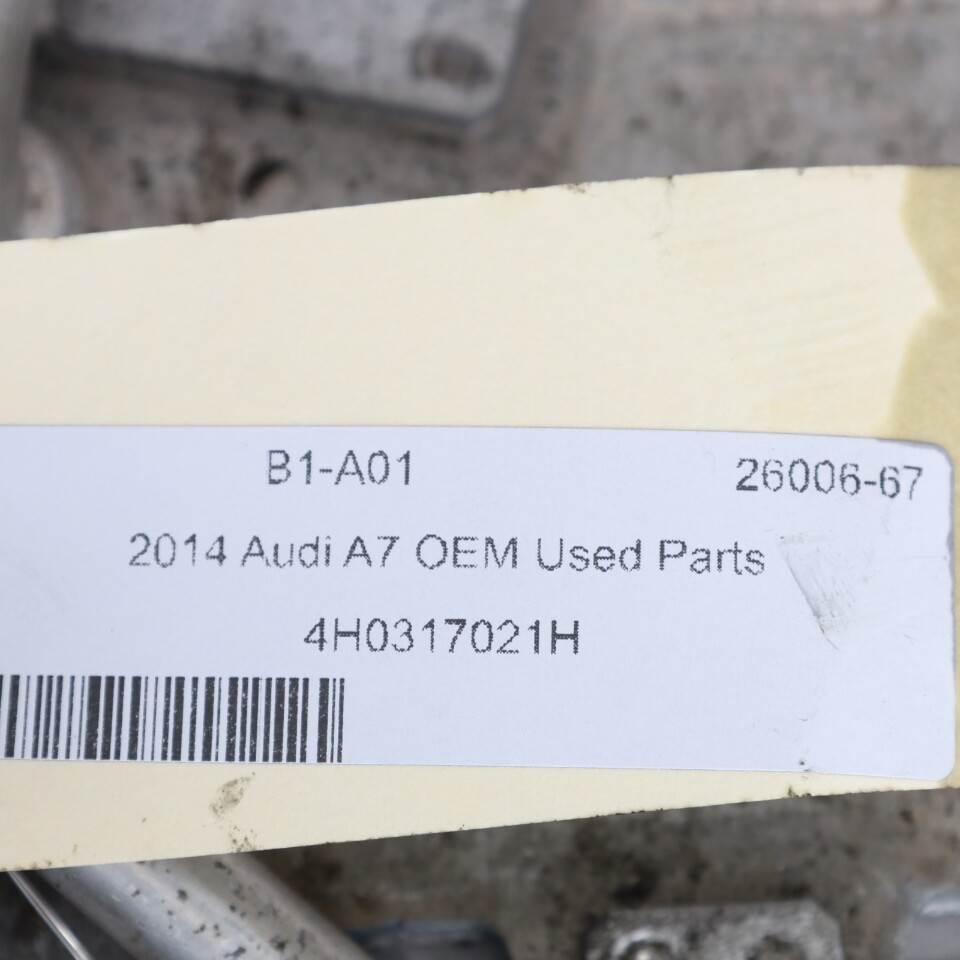 B1-A01 26006-67
2014 Audi A7 OEM Used Parts
4H0317021H